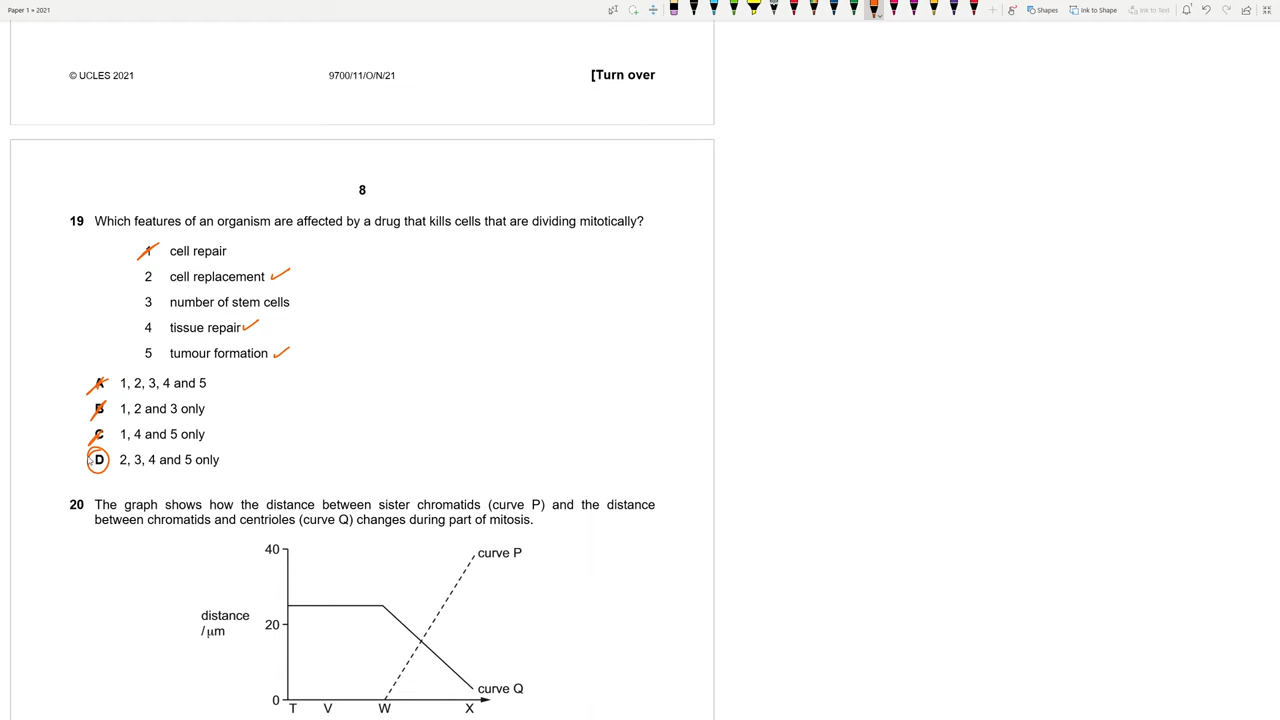 Paper 1 • 2021
Shapes
Ink to Shape
Ink to Text
© UCLES 2021
9700/11/O/N/21
[Turn over
8
19 Which features of an organism are affected by a drug that kills cells that are dividing mitotically?
1 cell repair
2 cell replacement
3 number of stem cells
4 tissue repair
5 tumour formation
A 1, 2, 3, 4 and 5
B 1, 2 and 3 only
C 1, 4 and 5 only
D 2, 3, 4 and 5 only
20 The graph shows how the distance between sister chromatids (curve P) and the distance
between chromatids and centrioles (curve Q) changes during part of mitosis.
40
curve P
distance
/ μm
20
curve Q
0
T V W X